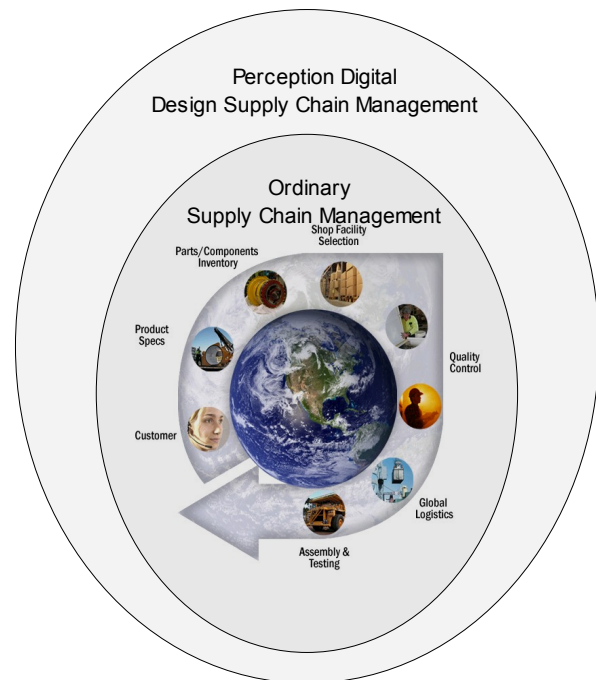 Perception Digital
Design Supply Chain Management
Ordinary
Supply Chain Management
Shop Facility
Selection
Parts/Components
Inventory
Product
Specs
Quality
Control
Customer
Global
Logistics
Assembly &
Testing